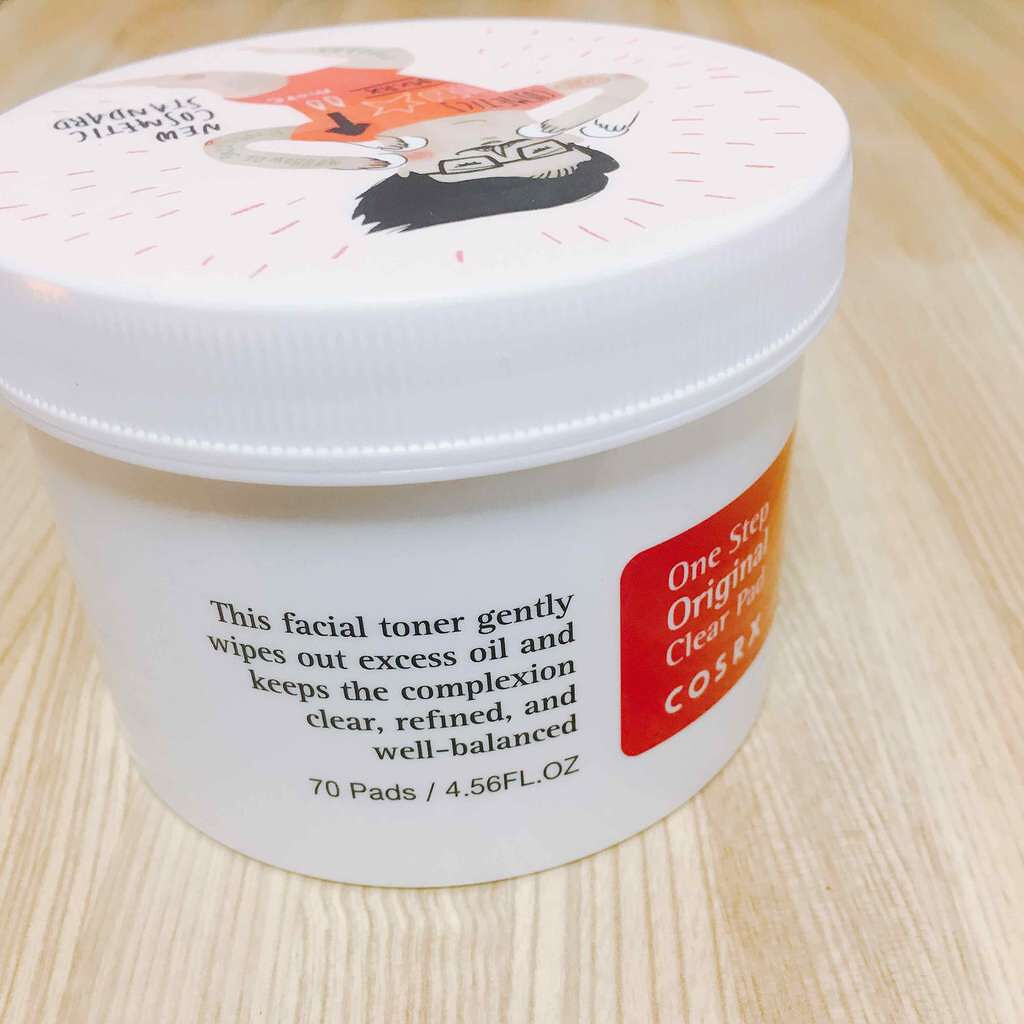 NEW
COSMETIC
STANDARD
This facial toner gently
wipes out excess oil and
keeps the complexion
clear, refined, and
well-balanced
70 Pads / 4.56FL.OZ
One Step
Original
Clear Pad
COSRX